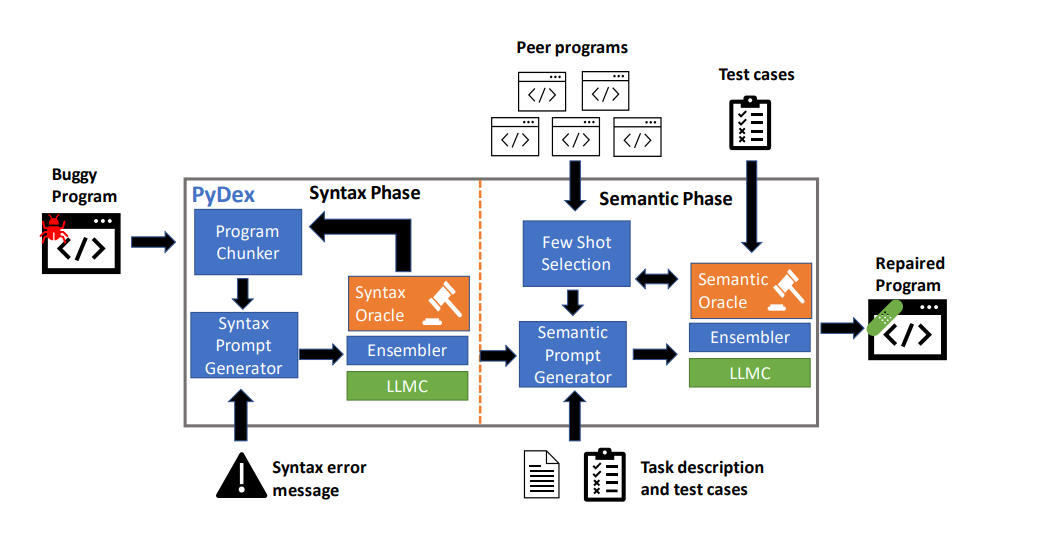 Peer programs
Test cases
</>
</>
</>
</>
</>
Buggy
Program
</>
PyDex
Syntax Phase
Program
Chunker
Syntax
Oracle
Syntax
Prompt
Generator
Ensembler
LLMC
Semantic Phase
Few Shot
Selection
Semantic
Oracle
Semantic
Prompt
Generator
Ensembler
LLMC
Repaired
Program
</>
Syntax error
message
Task description
and test cases